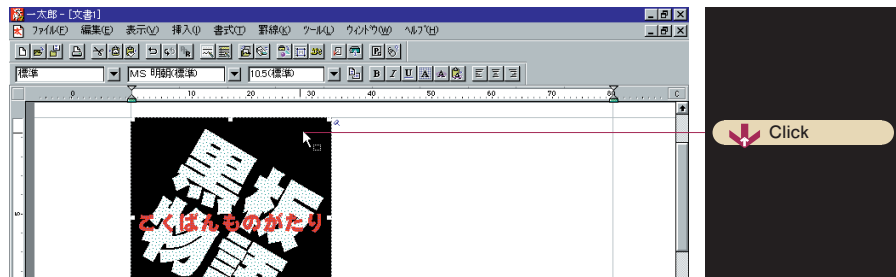 一太郎 - [文書1]
ファイル(F) 編集(E) 表示(V) 挿入(I) 書式(T) 罫線(K) ツール(L) ウィンドウ(W) ヘルプ(H)
標準 MS 明朝(標準) 10.5(標準) B I U A A
0 10 20 30 40 50 60 70 80 C
5
黒板
物語
こくばんものがたり
Click